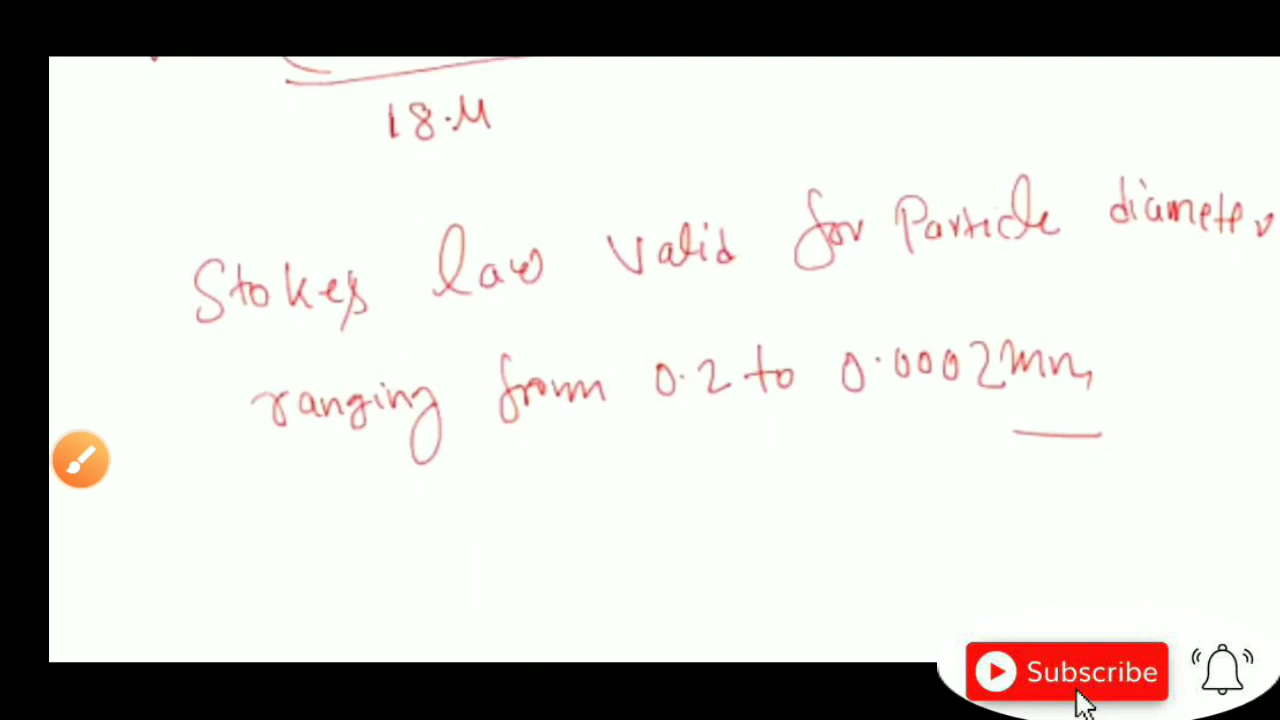 18.μ
Stokes law valid for Particle diameter
ranging from 0.2 to 0.0002mm
Subscribe